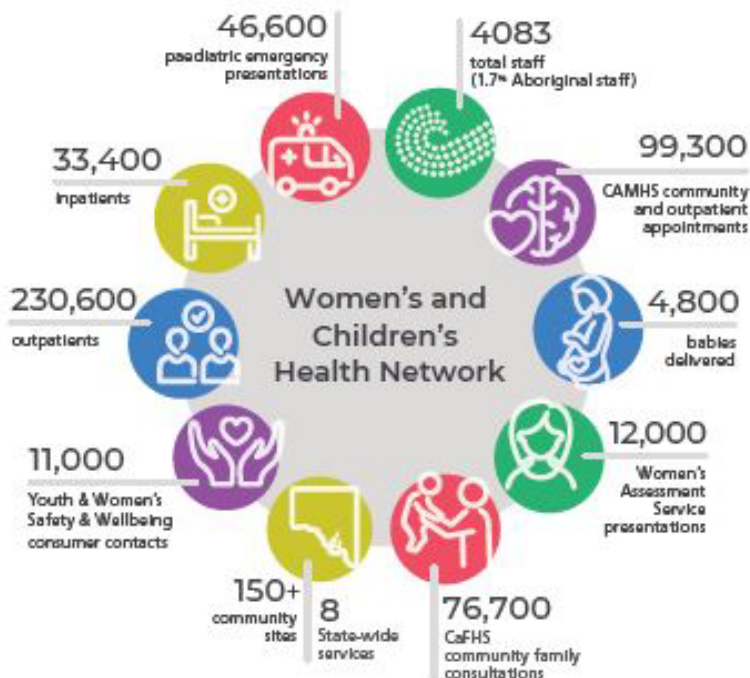 46,600
paediatric emergency
presentations
4083
total staff
(1.7% Aboriginal staff)
99,300
CAMHS community
and outpatient
appointments
4,800
babies
delivered
12,000
Women's
Assessment
Service
presentations
76,700
CaFHS
community family
consultations
8
State-wide
services
150+
community
sites
11,000
Youth & Women's
Safety & Wellbeing
consumer contacts
230,600
outpatients
33,400
inpatients
Women's and
Children's
Health Network